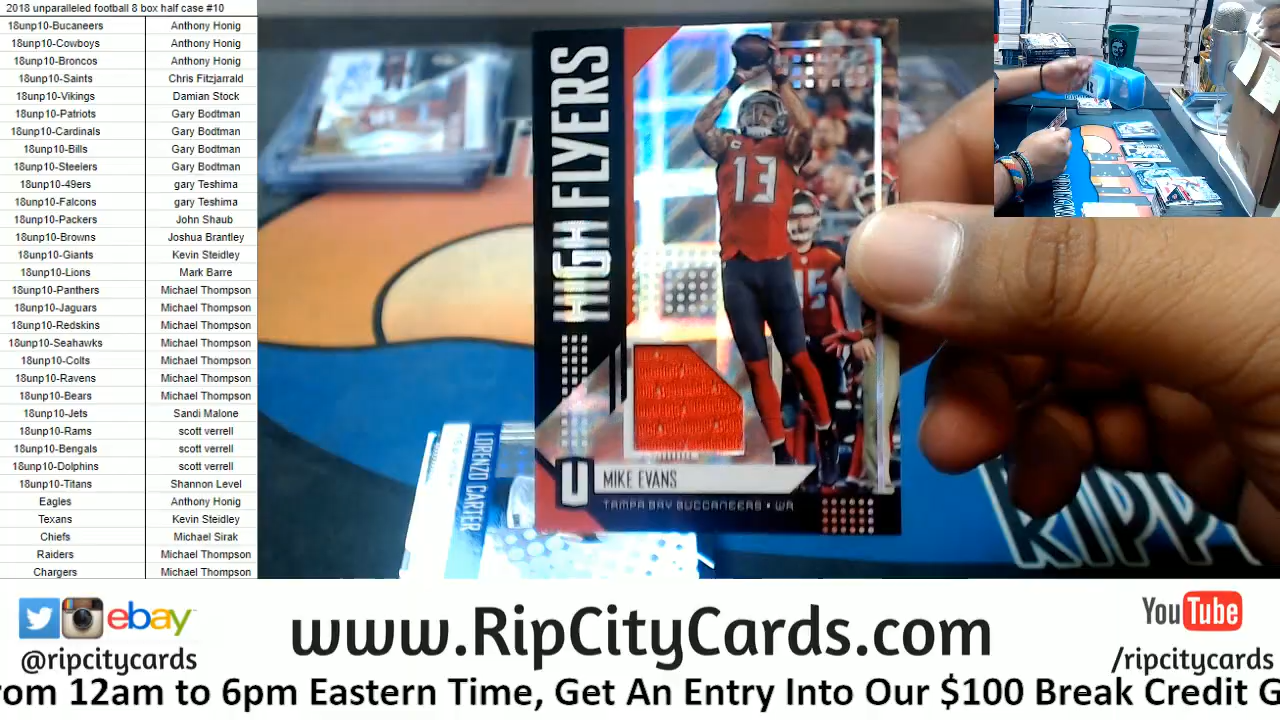 2018 unparalleled football 8 box half case #10
18unp10-Bucaneers Anthony Honig
18unp10-Cowboys Anthony Honig
18unp10-Broncos Anthony Honig
18unp10-Saints Chris Fitzjarrald
18unp10-Vikings Damian Stock
18unp10-Patriots Gary Bodtman
18unp10-Cardinals Gary Bodtman
18unp10-Bills Gary Bodtman
18unp10-Steelers Gary Bodtman
18unp10-49ers gary Teshima
18unp10-Falcons gary Teshima
18unp10-Packers John Shaub
18unp10-Browns Joshua Brantley
18unp10-Giants Kevin Steidley
18unp10-Lions Mark Barre
18unp10-Panthers Michael Thompson
18unp10-Jaguars Michael Thompson
18unp10-Redskins Michael Thompson
18unp10-Seahawks Michael Thompson
18unp10-Colts Michael Thompson
18unp10-Ravens Michael Thompson
18unp10-Bears Michael Thompson
18unp10-Jets Sandi Malone
18unp10-Rams scott verrell
18unp10-Bengals scott verrell
18unp10-Dolphins scott verrell
18unp10-Titans Shannon Level
Eagles Anthony Honig
Texans Kevin Steidley
Chiefs Michael Sirak
Raiders Michael Thompson
Chargers Michael Thompson
HIGH FLYERS
C
13
15
U
MIKE EVANS
TAMPA BAY BUCCANEERS • WR
LORENZO CARTER
RIPP
ebay
@ripcitycards
www.RipCityCards.com
YouTube
/ripcitycards
rom 12am to 6pm Eastern Time, Get An Entry Into Our $100 Break Credit G